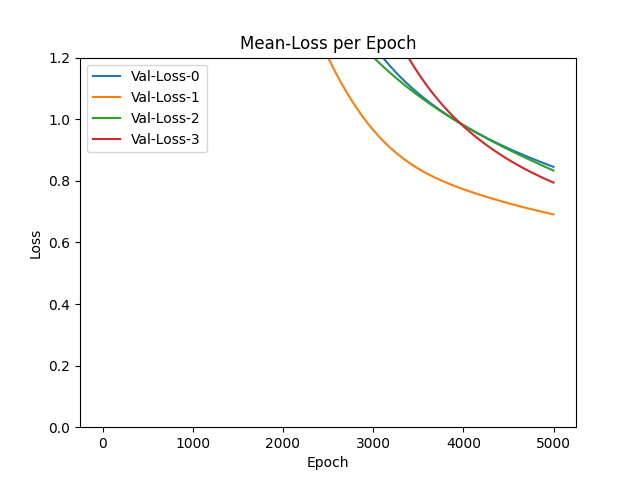 Mean-Loss per Epoch
Val-Loss-0
Val-Loss-1
Val-Loss-2
Val-Loss-3
1.2
1.0
0.8
0.6
0.4
0.2
0.0
Loss
0 1000 2000 3000 4000 5000
Epoch